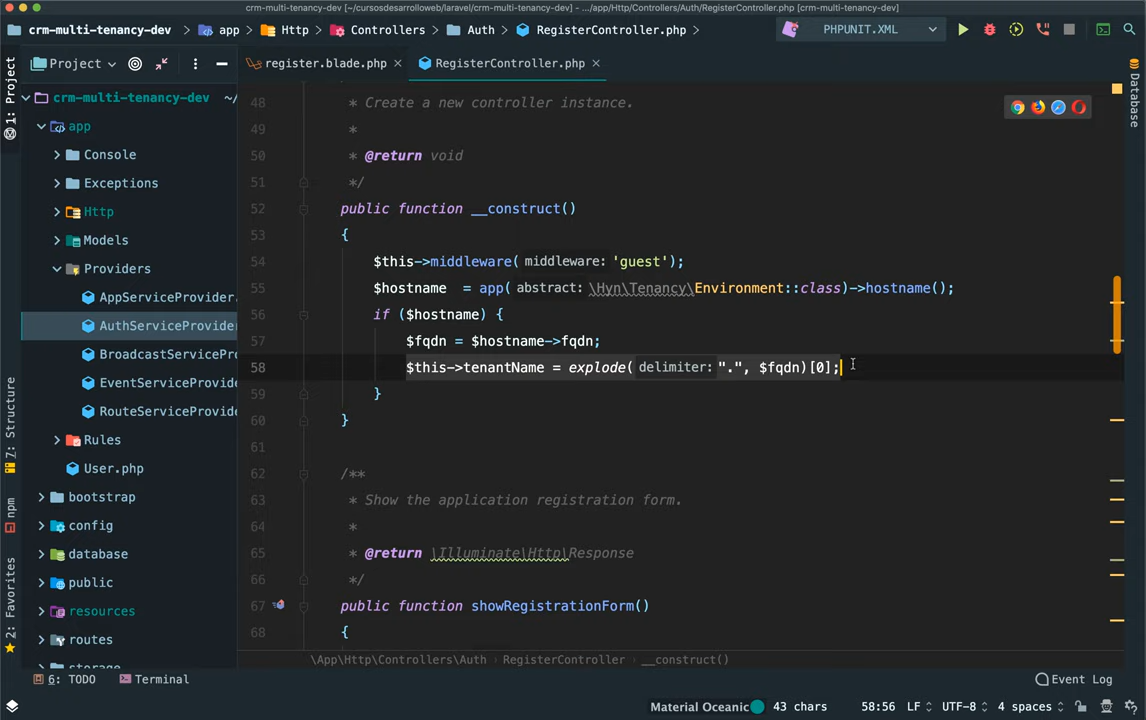 crm-multi-tenancy-dev [~/cursosdesarrolloweb/laravel/crm-multi-tenancy-dev] - .../app/Http/Controllers/Auth/RegisterController.php [crm-multi-tenancy-dev]
crm-multi-tenancy-dev > app > Http > Controllers > Auth > RegisterController.php >
PHPUNIT.XML
1: Project
Project
register.blade.php ×
RegisterController.php ×
Database
crm-multi-tenancy-dev ~/
app
Console
Exceptions
Http
Models
Providers
AppServiceProvider.
AuthServiceProvider
BroadcastServicePr
EventServiceProvid
RouteServiceProvid
Rules
User.php
bootstrap
config
database
public
resources
routes
storage
7: Structure
npm
2: Favorites
48 * Create a new controller instance.
49 *
50 * @return void
51 */
52 public function __construct()
53 {
54 $this->middleware( middleware: 'guest');
55 $hostname = app( abstract: \Hyn\Tenancy\Environment::class)->hostname();
56 if ($hostname) {
57 $fqdn = $hostname->fqdn;
58 $this->tenantName = explode( delimiter: ".", $fqdn)[0];
59 }
60 }
61
62 /**
63 * Show the application registration form.
64 *
65 * @return \Illuminate\Http\Response
66 */
67 public function showRegistrationForm()
68 {
\App\Http\Controllers\Auth > RegisterController > __construct()
6: TODO
Terminal
Event Log
Material Oceanic
43 chars
58:56
LF
UTF-8
4 spaces